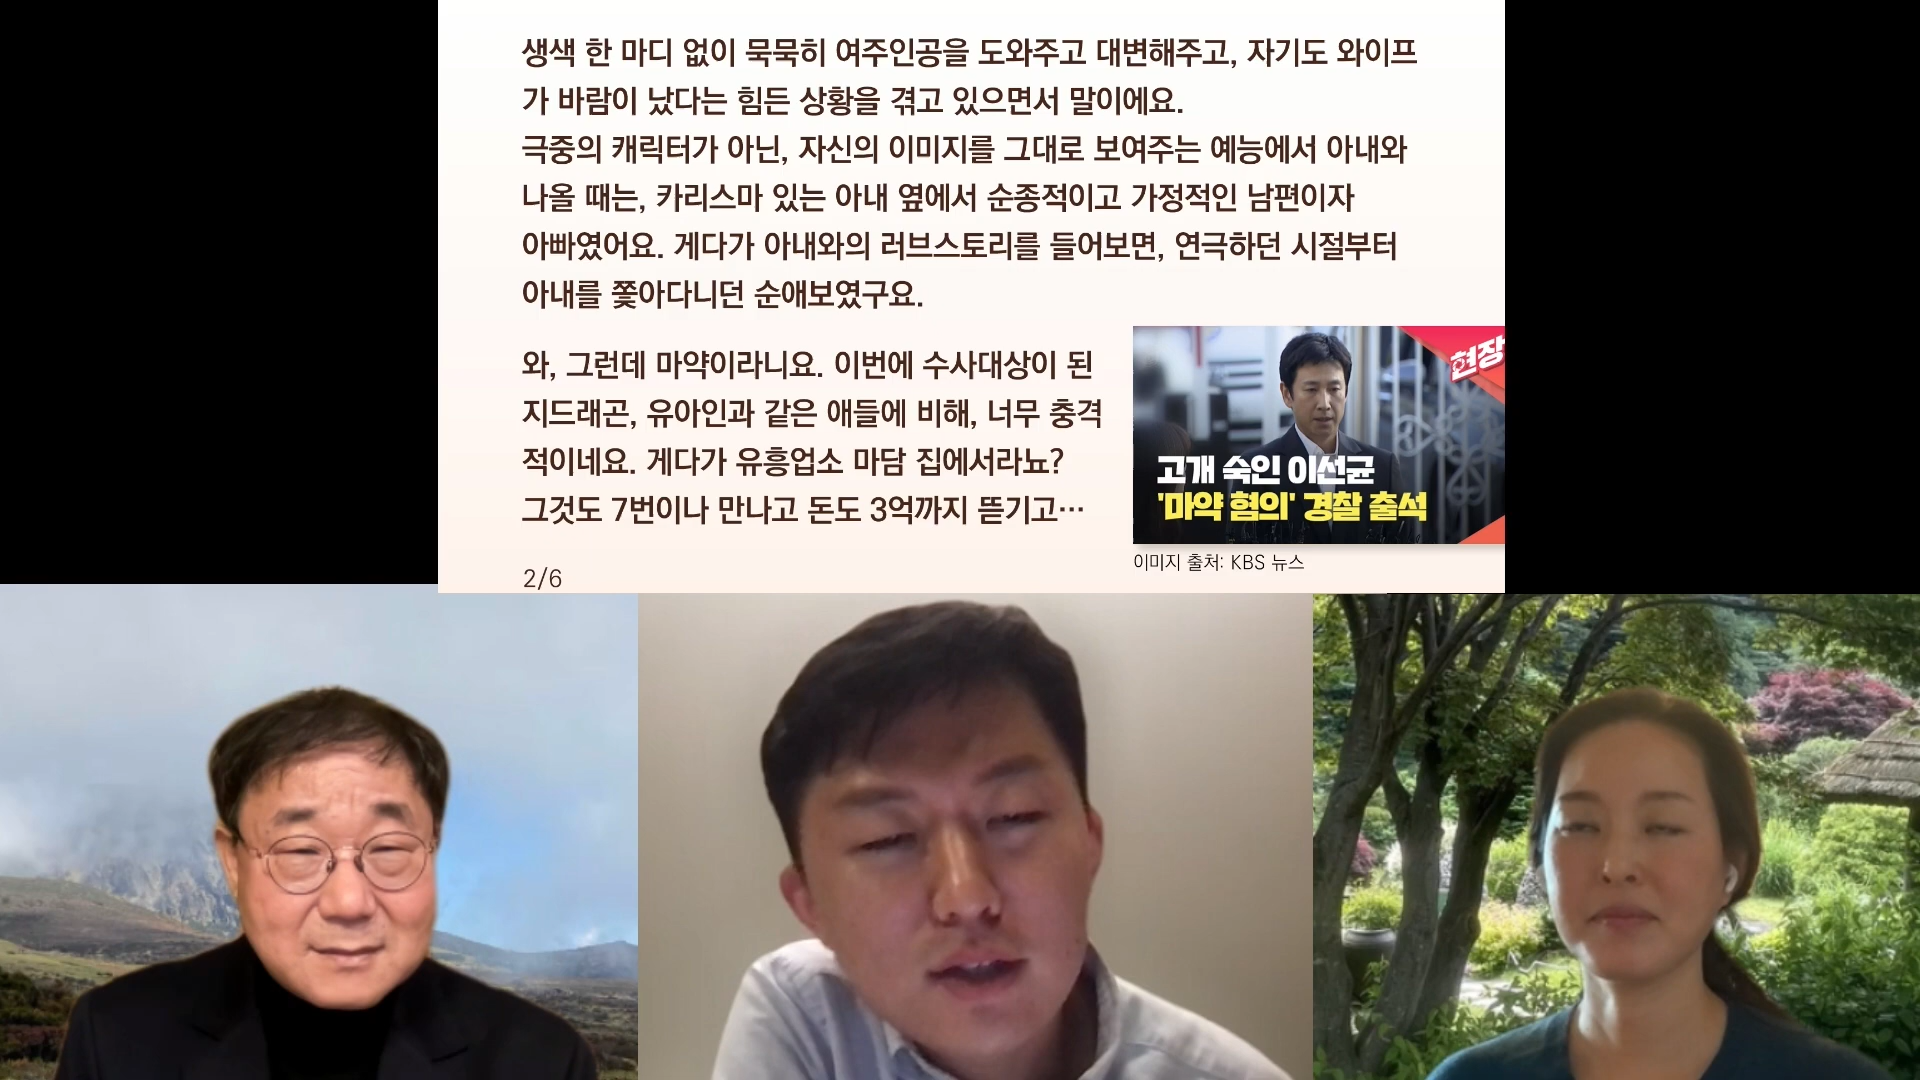 생색 한 마디 없이 묵묵히 여주인공을 도와주고 대변해주고, 자기도 와이프
가 바람이 났다는 힘든 상황을 겪고 있으면서 말이에요.
극중의 캐릭터가 아닌, 자신의 이미지를 그대로 보여주는 예능에서 아내와
나올 때는, 카리스마 있는 아내 옆에서 순종적이고 가정적인 남편이자
아빠였어요. 게다가 아내와의 러브스토리를 들어보면, 연극하던 시절부터
아내를 쫓아다니던 순애보였구요.
와, 그런데 마약이라니요. 이번에 수사대상이 된
지드래곤, 유아인과 같은 애들에 비해, 너무 충격
적이네요. 게다가 유흥업소 마담 집에서라뇨?
그것도 7번이나 만나고 돈도 3억까지 뜯기고…
현장
고개 숙인 이선균
'마약 혐의' 경찰 출석
이미지 출처: KBS 뉴스
2/6